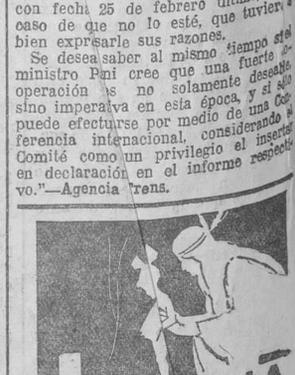 con fecha 25 de febrero últim
caso de que no lo esté, que tuvier
bien expresarle sus razones.
Se desea saber al mismo tiempo si el
ministro Pani cree que una fuerte
operación es no solamente deseable,
sino imperativa en esta época, y si sólo
puede efectuirse por medio de una Con
ferencia internacional, considerando el
Comité como un privilegio el insertar
en declaración en el informe respecti
vo."—Agencia Trens.